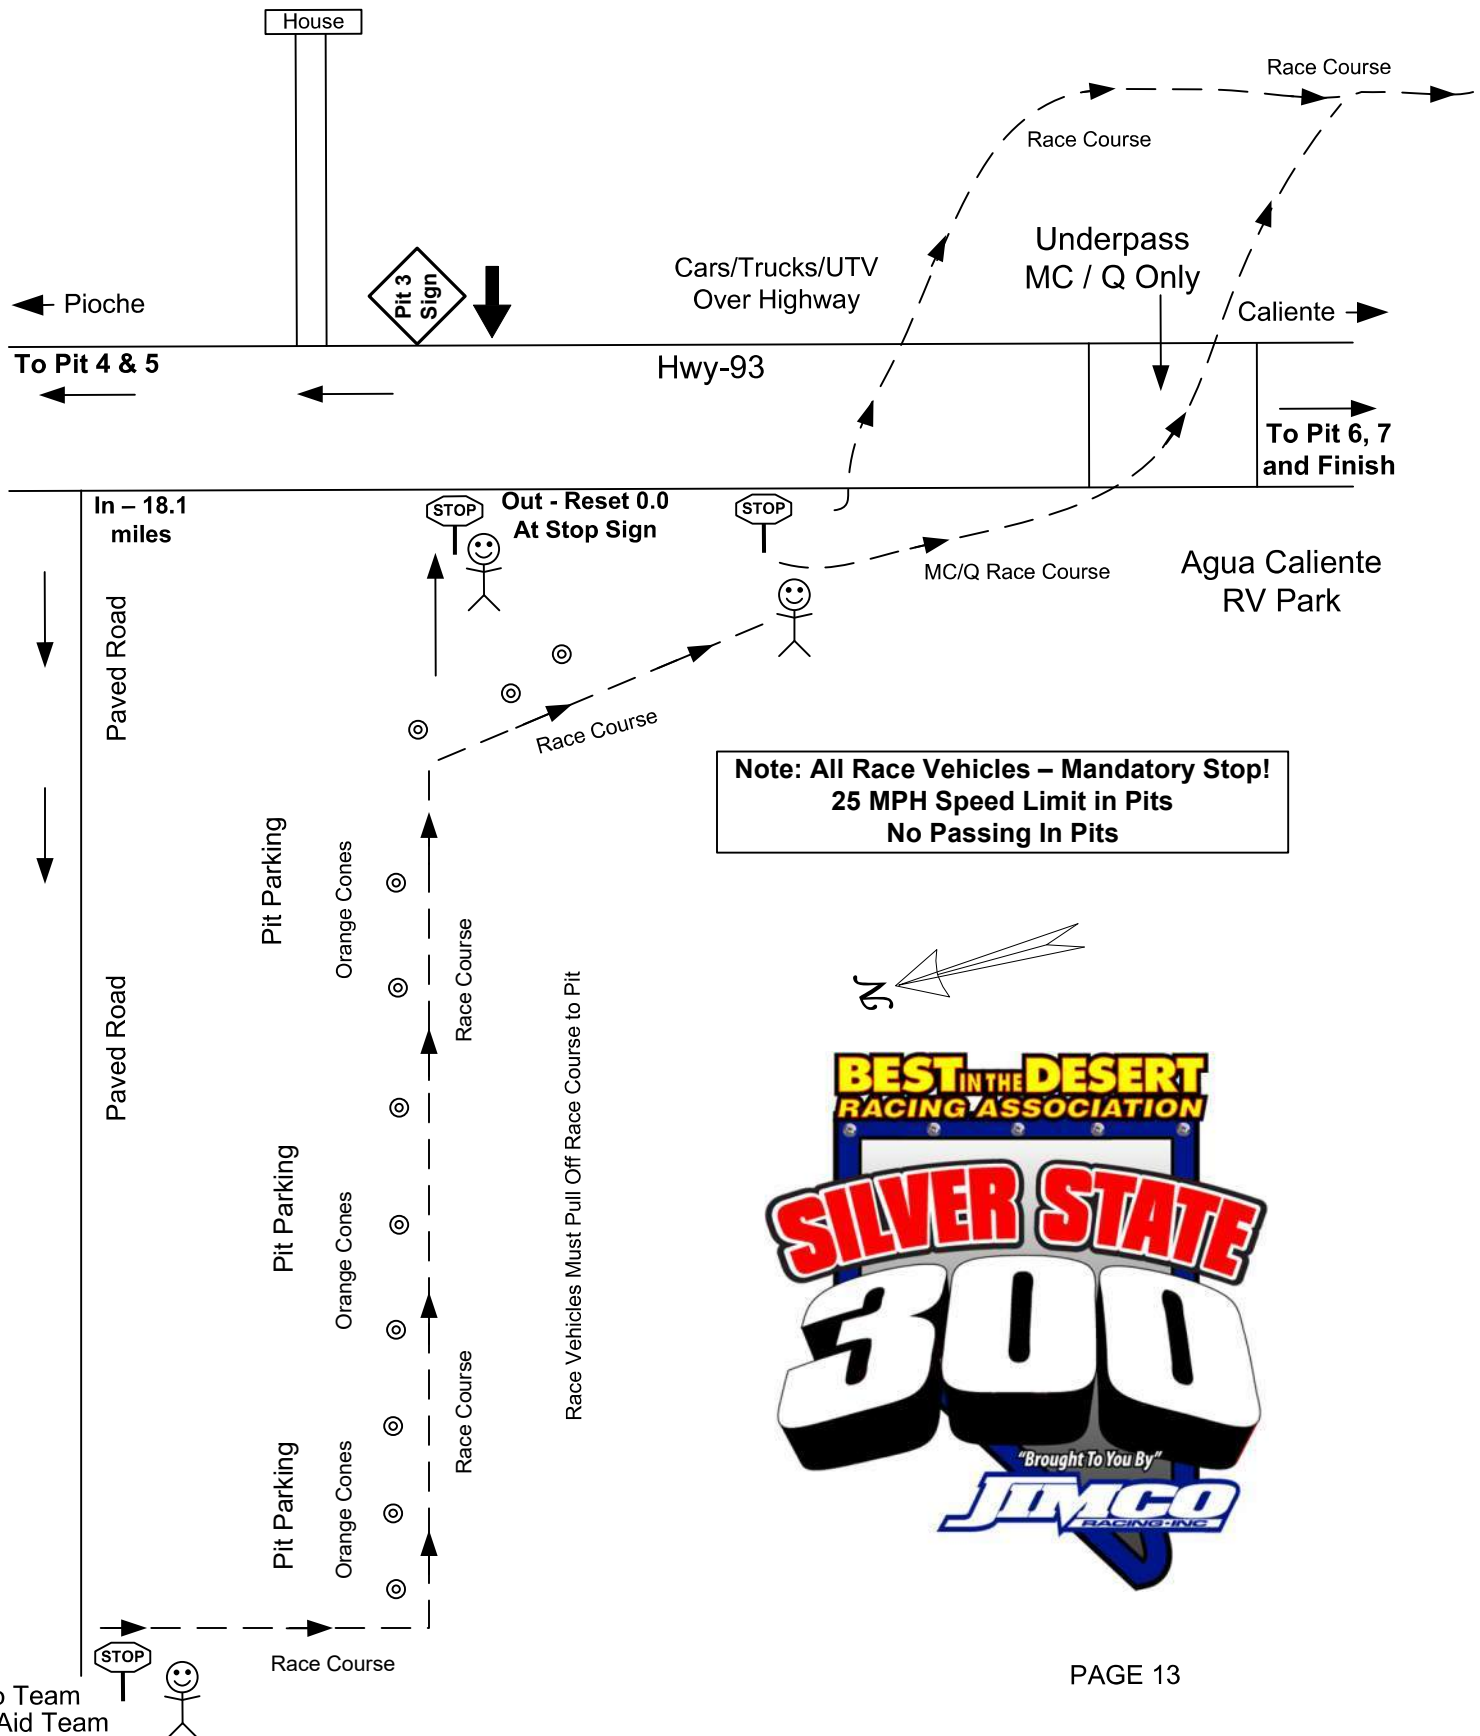 House
Race Course
Race Course
Underpass
MC / Q Only
Cars/Trucks/UTV
Over Highway
Pit 3
Sign
Pioche
Caliente
To Pit 4 & 5
Hwy-93
To Pit 6, 7
and Finish
In – 18.1
miles
STOP
Out - Reset 0.0
At Stop Sign
STOP
MC/Q Race Course
Agua Caliente
RV Park
Paved Road
Race Course
Note: All Race Vehicles – Mandatory Stop!
25 MPH Speed Limit in Pits
No Passing In Pits
Pit Parking
Orange Cones
Race Course
Paved Road
Race Vehicles Must Pull Off Race Course to Pit
N
BEST IN THE DESERT
RACING ASSOCIATION
SILVER STATE
300
"Brought To You By"
JIMCO
RACING-INC
Pit Parking
Orange Cones
Race Course
Pit Parking
Orange Cones
STOP
Race Course
PAGE 13
Team
Aid Team